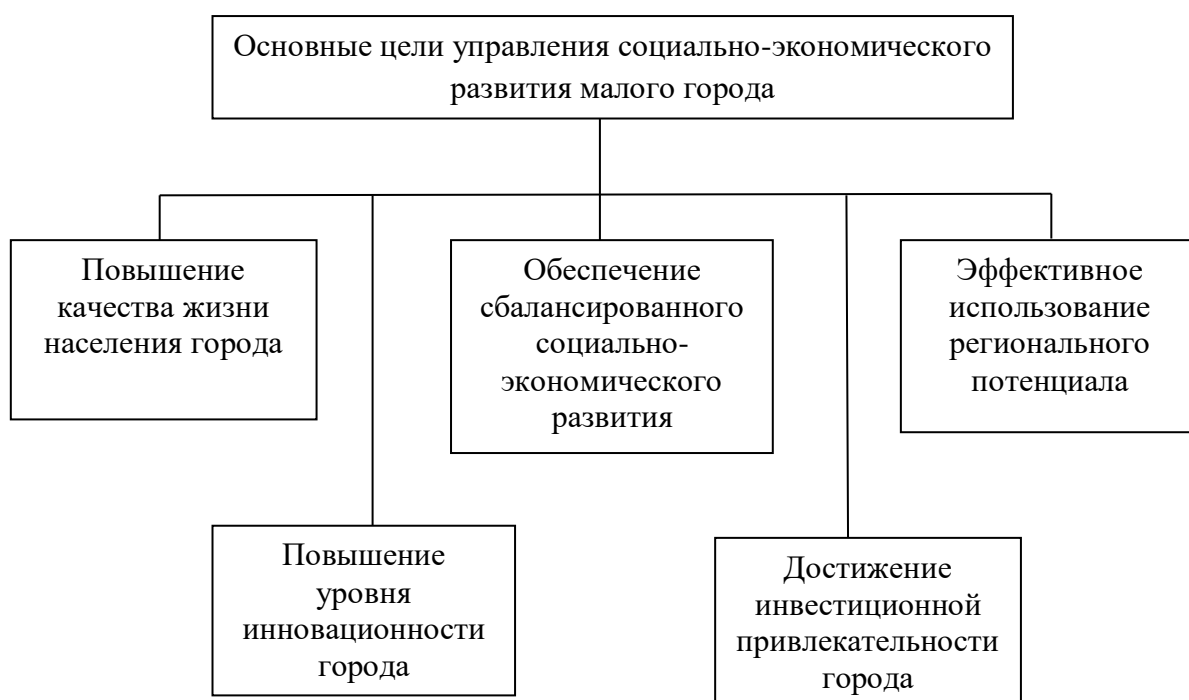 Основные цели управления социально-экономического
развития малого города
Повышение
качества жизни
населения города
Обеспечение
сбалансированного
социально-
экономического
развития
Эффективное
использование
регионального
потенциала
Повышение
уровня
инновационности
города
Достижение
инвестиционной
привлекательности
города